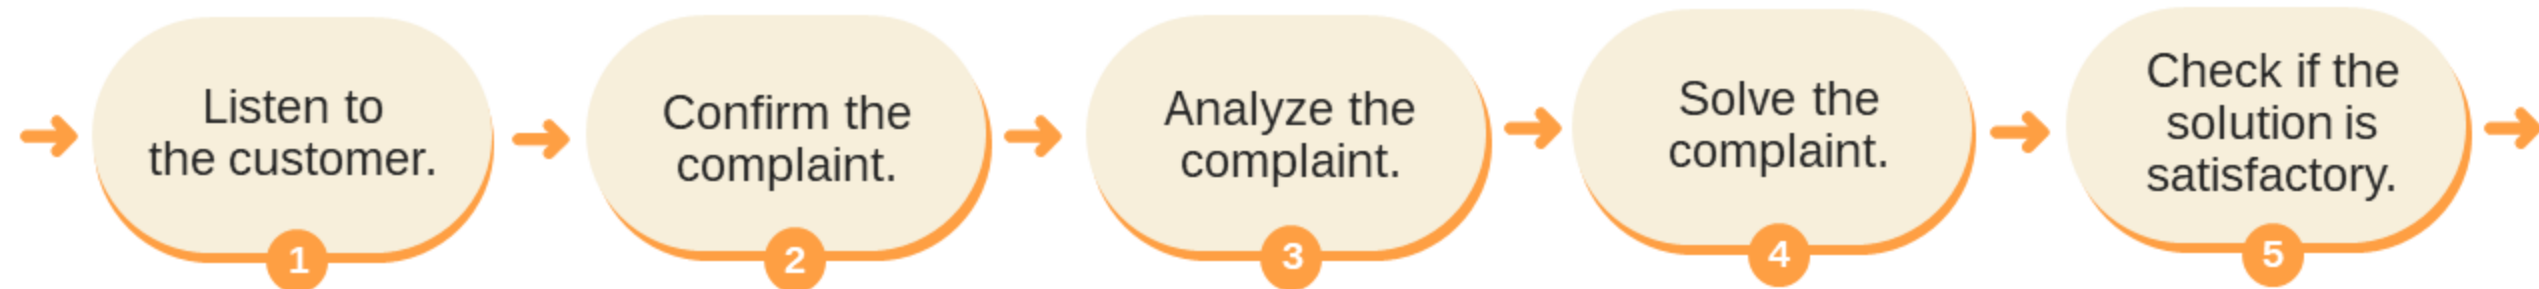 Listen to
the customer.
1
Confirm the
complaint.
2
Analyze the
complaint.
3
Solve the
complaint.
4
Check if the
solution is
satisfactory.
5